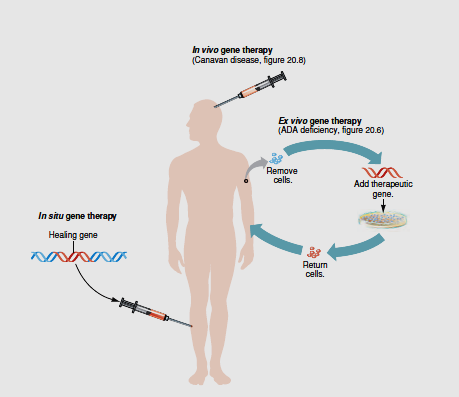 In vivo gene therapy
(Canavan disease, figure 20.8)
Ex vivo gene therapy
(ADA deficiency, figure 20.6)
Remove
cells.
Add therapeutic
gene.
In situ gene therapy
Healing gene
Return
cells.